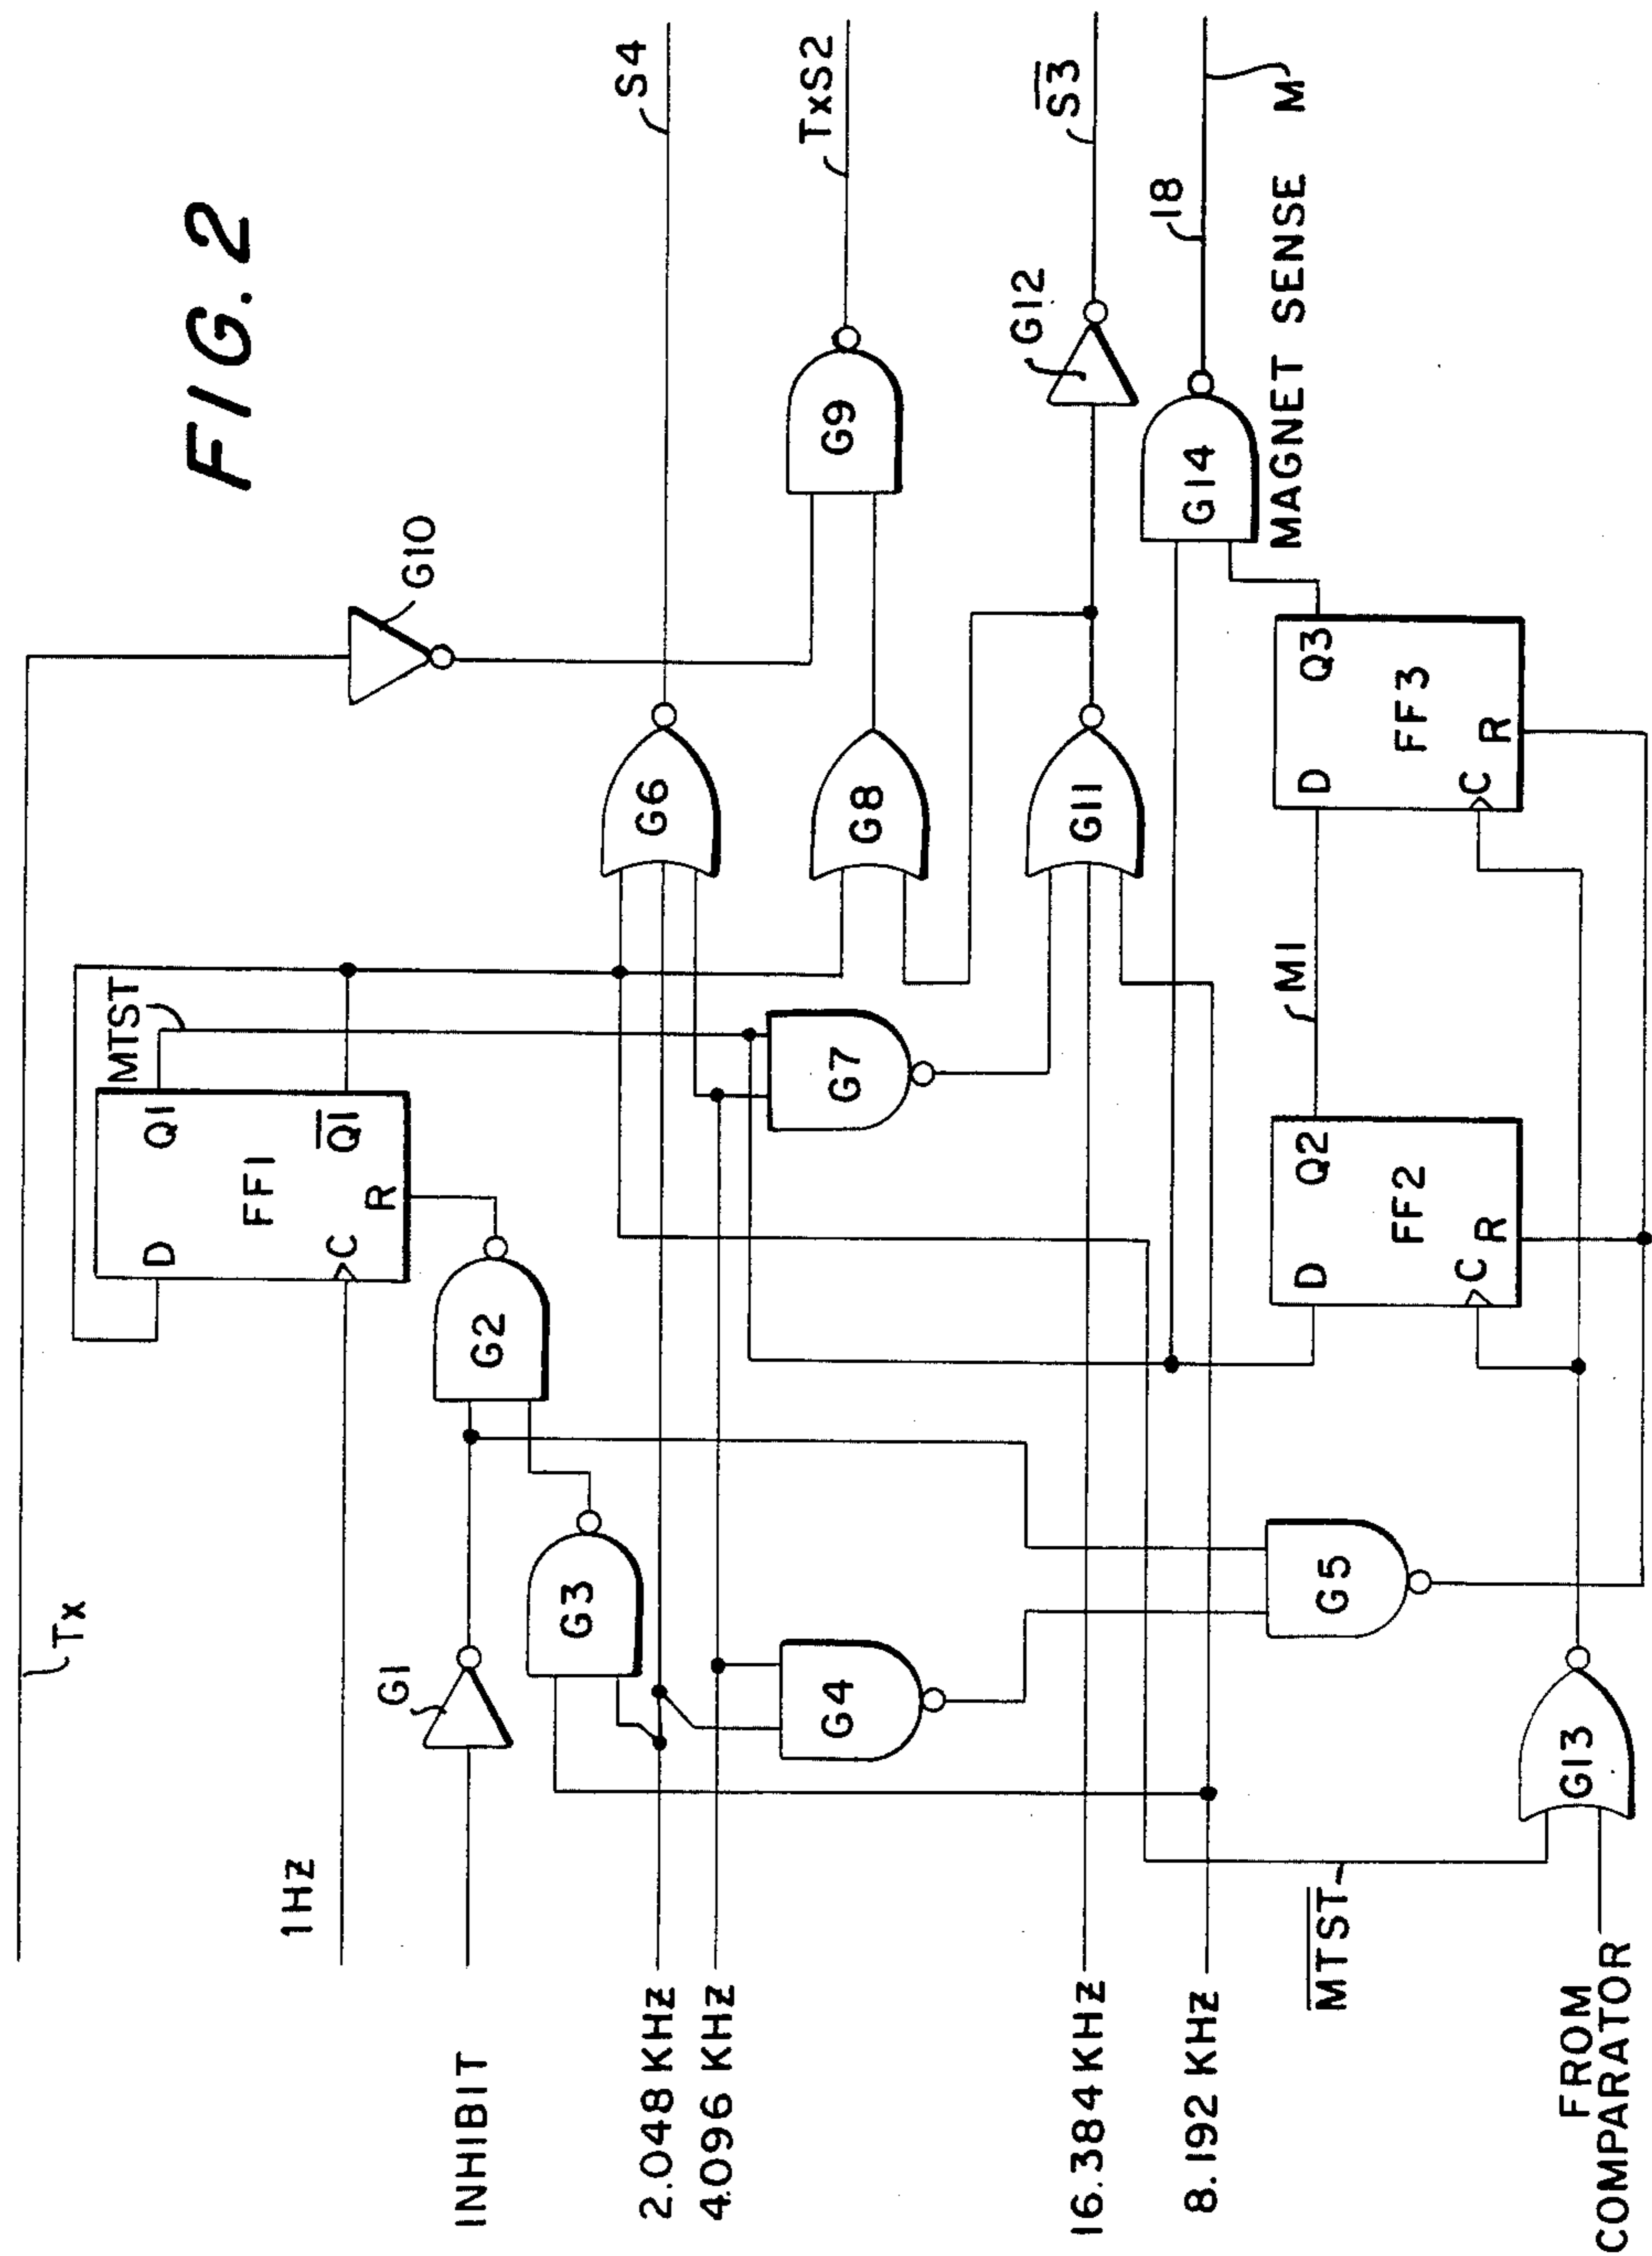 FIG. 2
Tx
1HZ
INHIBIT
2.048 KHZ
4.096 KHZ
16.384 KHZ
8.192 KHZ
MTST
FROM
COMPARATOR
G1
G2
G3
G4
G5
G13
D
Q1
FF1
C
Q1
R
MTST
G7
D
Q2
FF2
C
R
M1
D
Q3
FF3
C
R
G6
G8
G11
G10
G9
G12
G14
S4
TxS2
S3
18
MAGNET SENSE M